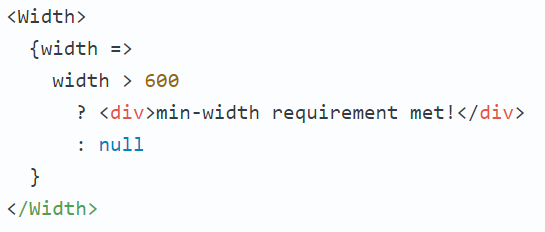 <Width>
  {width =>
    width > 600
      ? <div>min-width requirement met!</div>
      : null
  }
</Width>